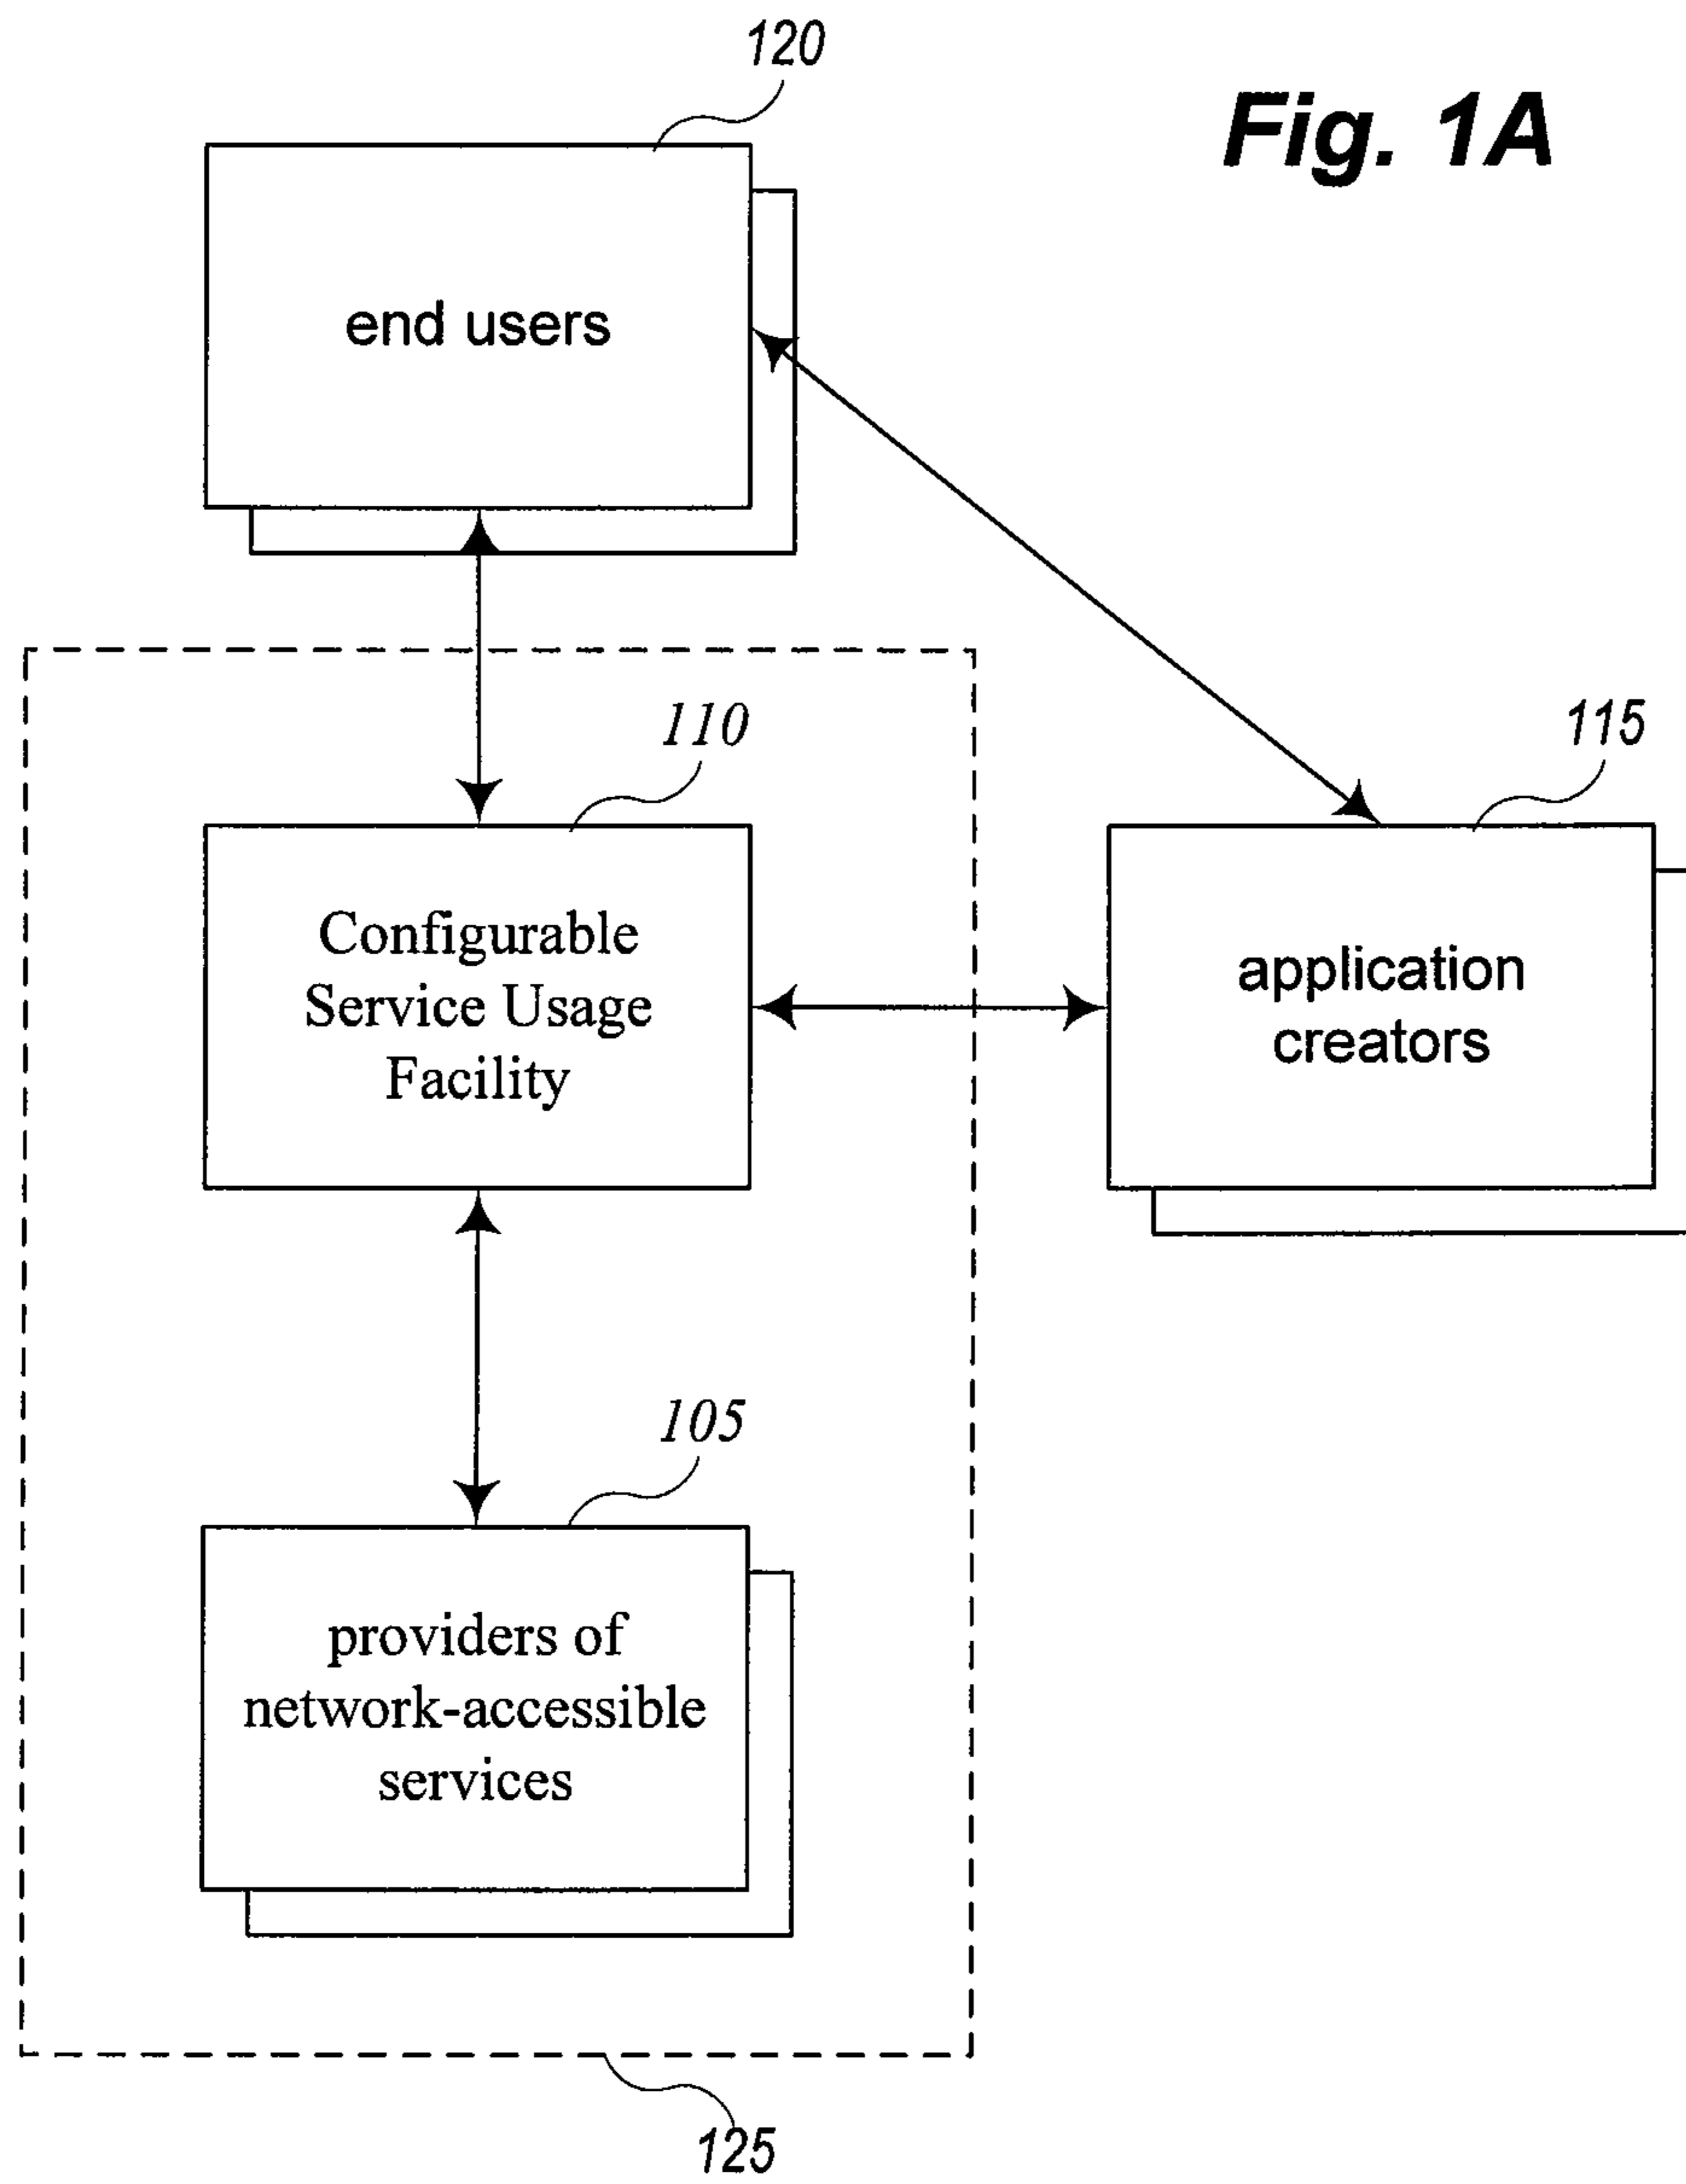 120
Fig. 1A
end users
110
115
Configurable
Service Usage
Facility
application
creators
105
providers of
network-accessible
services
125